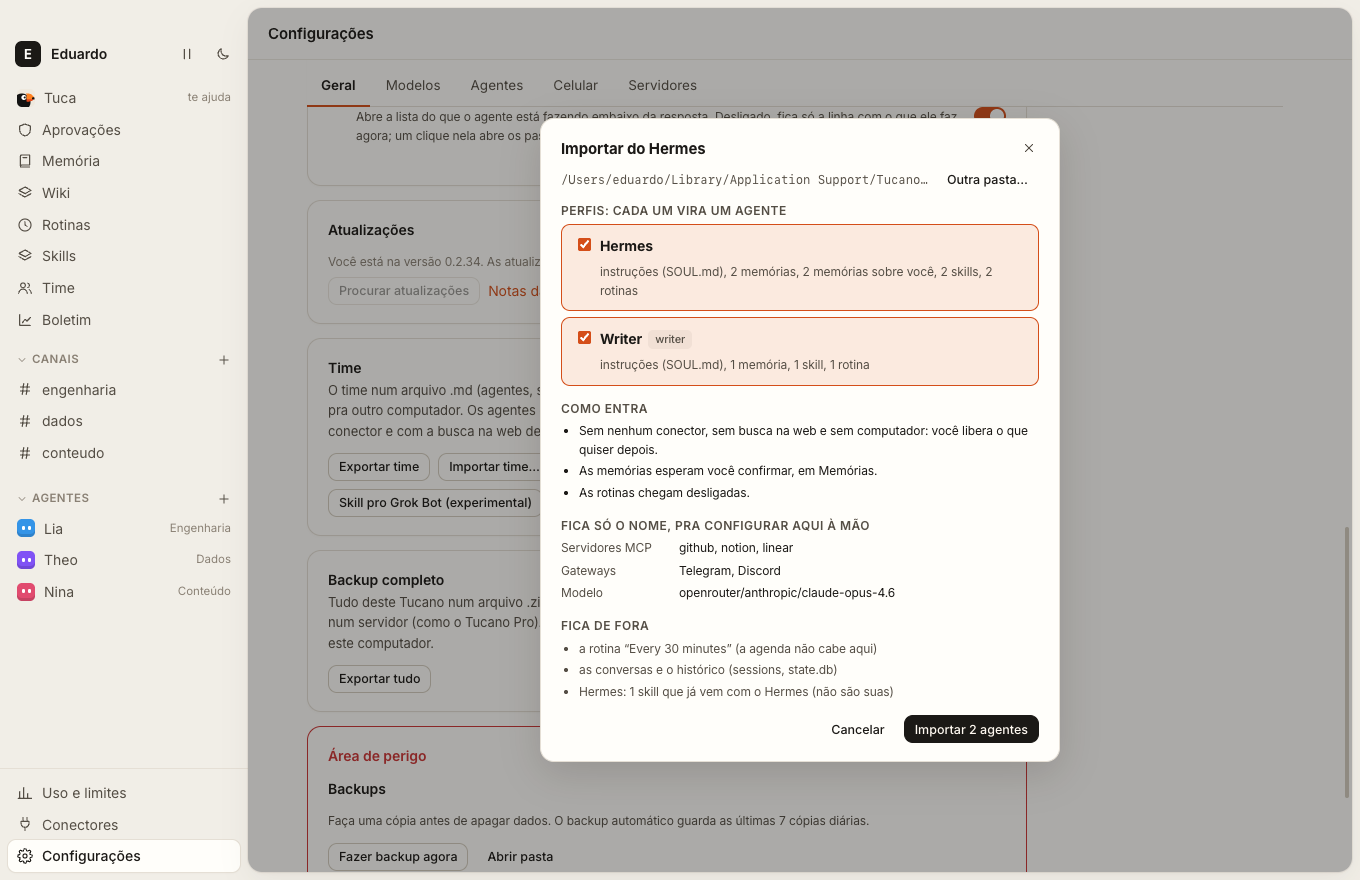 E
Eduardo
Tuca
te ajuda
Aprovações
Memória
Wiki
Rotinas
Skills
Time
Boletim
CANAIS
engenharia
dados
conteudo
AGENTES
Lia
Engenharia
Theo
Dados
Nina
Conteúdo
Uso e limites
Conectores
Configurações
Configurações
Geral
Modelos
Agentes
Celular
Servidores
Abre a lista do que o agente está fazendo embaixo da resposta. Desligado, fica só a linha com o que ele faz
agora; um clique nela abre os
Atualizações
Você está na versão 0.2.34. As
Procurar atualizações
Notas
Time
O time num arquivo .md (agentes,
pra outro computador. Os agentes
conector e com a busca na web
Exportar time
Importar time...
Skill pro Grok Bot (experimental)
Backup completo
Tudo deste Tucano num arquivo
num servidor (como o Tucano Pro)
este computador.
Exportar tudo
Área de perigo
Backups
Faça uma cópia antes de apagar dados. O backup automático guarda as últimas 7 cópias diárias.
Fazer backup agora
Abrir pasta
Importar do Hermes
/Users/eduardo/Library/Application Support/Tucano…
Outra pasta...
PERFIS: CADA UM VIRA UM AGENTE
Hermes
instruções (SOUL.md), 2 memórias, 2 memórias sobre você, 2 skills, 2
rotinas
Writer
writer
instruções (SOUL.md), 1 memória, 1 skill, 1 rotina
COMO ENTRA
• Sem nenhum conector, sem busca na web e sem computador: você libera o que
quiser depois.
• As memórias esperam você confirmar, em Memórias.
• As rotinas chegam desligadas.
FICA SÓ O NOME, PRA CONFIGURAR AQUI À MÃO
Servidores MCP
github, notion, linear
Gateways
Telegram, Discord
Modelo
openrouter/anthropic/claude-opus-4.6
FICA DE FORA
• a rotina “Every 30 minutes” (a agenda não cabe aqui)
• as conversas e o histórico (sessions, state.db)
• Hermes: 1 skill que já vem com o Hermes (não são suas)
Cancelar
Importar 2 agentes